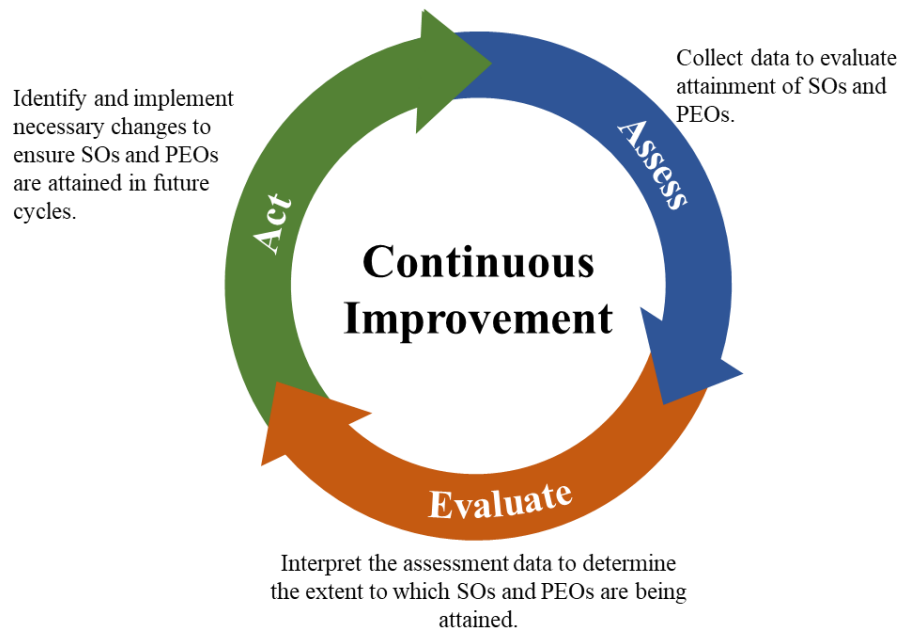 Collect data to evaluate
attainment of SOs and
PEOs.
Assess
Identify and implement
necessary changes to
ensure SOs and PEOs
are attained in future
cycles.
Act
Continuous
Improvement
Evaluate
Interpret the assessment data to determine
the extent to which SOs and PEOs are being
attained.